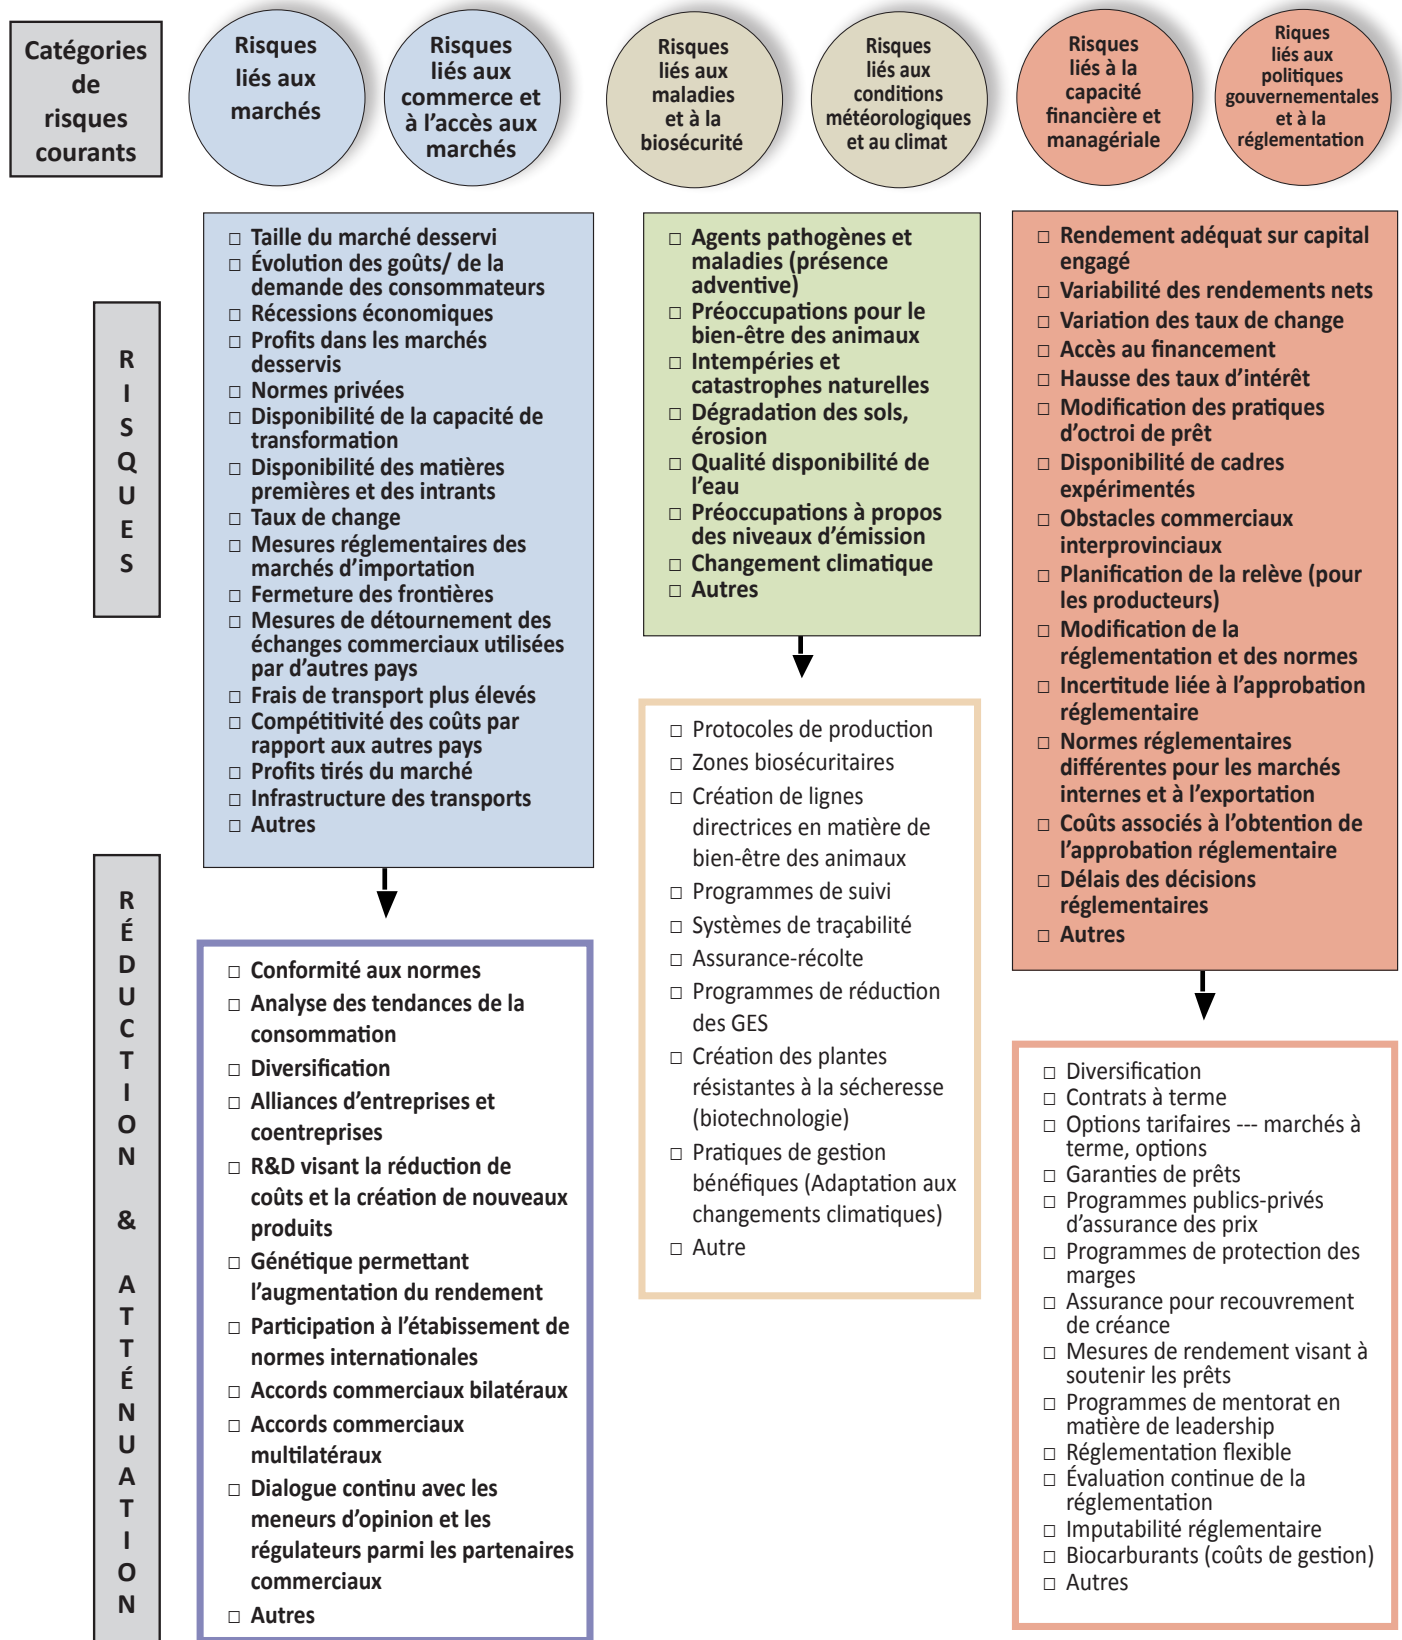 Catégories
de
risques
courants
Risques
liés aux
marchés
Risques
liés aux
commerce et
à l’accès aux
marchés
Risques
liés aux
maladies
et à la
biosécurité
Risques
liés aux
conditions
météorologiques
et au climat
Risques
liés à la
capacité
financière et
managériale
Riques
liés aux
politiques
gouvernementales
et à la
réglementation
RISQUES
□ Taille du marché desservi
□ Évolution des goûts/ de la
demande des consommateurs
□ Récessions économiques
□ Profits dans les marchés
desservis
□ Normes privées
□ Disponibilité de la capacité de
transformation
□ Disponibilité des matières
premières et des intrants
□ Taux de change
□ Mesures réglementaires des
marchés d’importation
□ Fermeture des frontières
□ Mesures de détournement des
échanges commerciaux utilisées
par d’autres pays
□ Frais de transport plus élevés
□ Compétitivité des coûts par
rapport aux autres pays
□ Profits tirés du marché
□ Infrastructure des transports
□ Autres
□ Agents pathogènes et
maladies (présence
adventive)
□ Préoccupations pour le
bien-être des animaux
□ Intempéries et
catastrophes naturelles
□ Dégradation des sols,
érosion
□ Qualité disponibilité de
l’eau
□ Préoccupations à propos
des niveaux d’émission
□ Changement climatique
□ Autres
□ Rendement adéquat sur capital
engagé
□ Variabilité des rendements nets
□ Variation des taux de change
□ Accès au financement
□ Hausse des taux d’intérêt
□ Modification des pratiques
d’octroi de prêt
□ Disponibilité de cadres
expérimentés
□ Obstacles commerciaux
interprovinciaux
□ Planification de la relève (pour
les producteurs)
□ Modification de la
réglementation et des normes
□ Incertitude liée à l’approbation
réglementaire
□ Normes réglementaires
différentes pour les marchés
internes et à l’exportation
□ Coûts associés à l’obtention de
l’approbation réglementaire
□ Délais des décisions
réglementaires
□ Autres
RÉDUCTION & ATTÉNUATION
□ Conformité aux normes
□ Analyse des tendances de la
consommation
□ Diversification
□ Alliances d’entreprises et
coentreprises
□ R&D visant la réduction de
coûts et la création de nouveaux
produits
□ Génétique permettant
l’augmentation du rendement
□ Participation à l’étabissement de
normes internationales
□ Accords commerciaux bilatéraux
□ Accords commerciaux
multilatéraux
□ Dialogue continu avec les
meneurs d’opinion et les
régulateurs parmi les partenaires
commerciaux
□ Autres
□ Protocoles de production
□ Zones biosécuritaires
□ Création de lignes
directrices en matière de
bien-être des animaux
□ Programmes de suivi
□ Systèmes de traçabilité
□ Assurance-récolte
□ Programmes de réduction
des GES
□ Création des plantes
résistantes à la sécheresse
(biotechnologie)
□ Pratiques de gestion
bénéfiques (Adaptation aux
changements climatiques)
□ Autre
□ Diversification
□ Contrats à terme
□ Options tarifaires --- marchés à
terme, options
□ Garanties de prêts
□ Programmes publics-privés
d’assurance des prix
□ Programmes de protection des
marges
□ Assurance pour recouvrement
de créance
□ Mesures de rendement visant à
soutenir les prêts
□ Programmes de mentorat en
matière de leadership
□ Réglementation flexible
□ Évaluation continue de la
réglementation
□ Imputabilité réglementaire
□ Biocarburants (coûts de gestion)
□ Autres